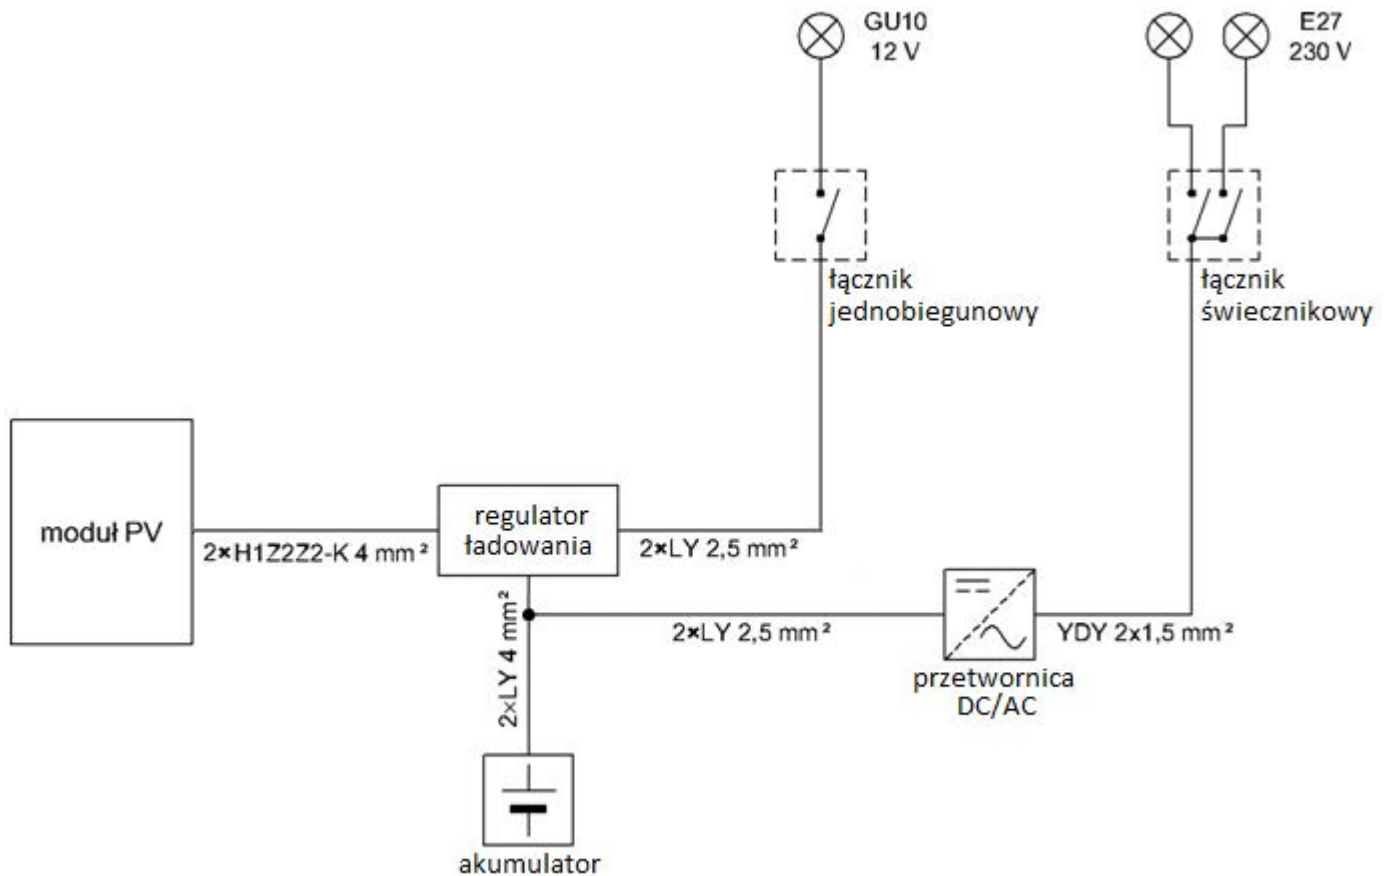 GU10
12 V
E27
230 V
łącznik
jednobiegunowy
łącznik
świecznikowy
moduł PV
2×H1Z2Z2-K 4 mm²
regulator
ładowania
2×LY 2,5 mm²
2×LY 4 mm²
2×LY 2,5 mm²
YDY 2x1,5 mm²
przetwornica
DC/AC
akumulator